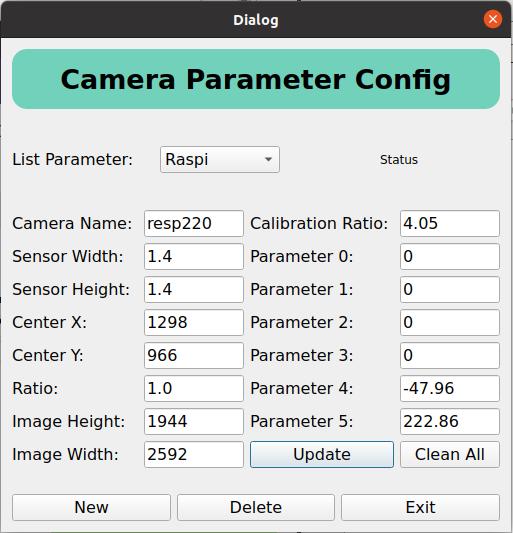 Dialog
Camera Parameter Config
List Parameter: Raspi Status
Camera Name: resp220 Calibration Ratio: 4.05
Sensor Width: 1.4 Parameter 0: 0
Sensor Height: 1.4 Parameter 1: 0
Center X: 1298 Parameter 2: 0
Center Y: 966 Parameter 3: 0
Ratio: 1.0 Parameter 4: -47.96
Image Height: 1944 Parameter 5: 222.86
Image Width: 2592 Update Clean All
New Delete Exit